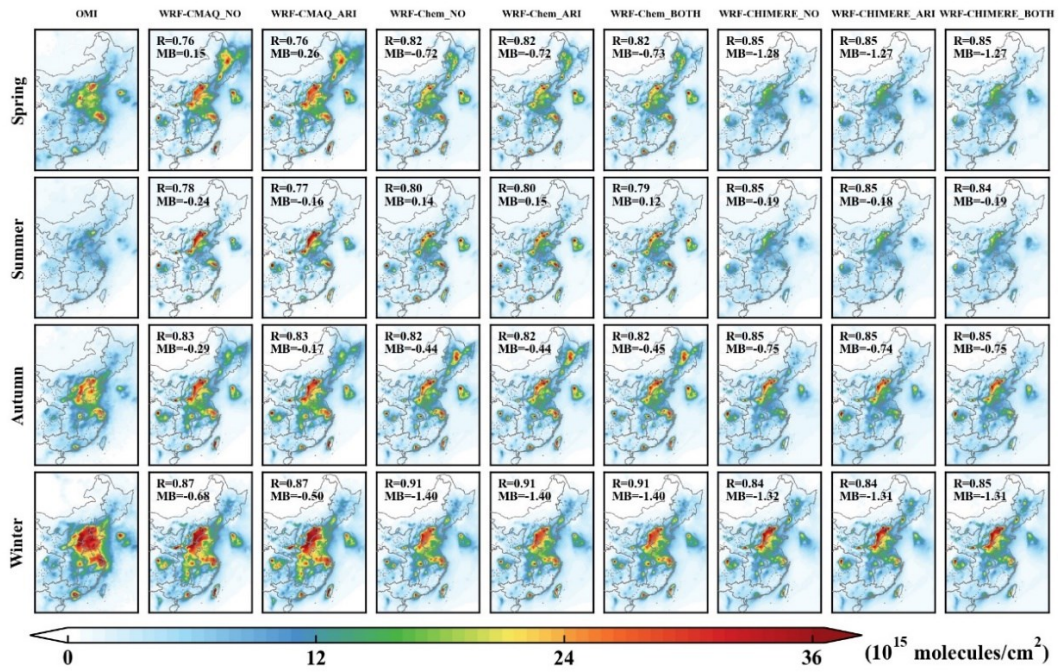 OMI WRF-CMAQ_NO WRF-CMAQ_ARI WRF-Chem_NO WRF-Chem_ARI WRF-Chem_BOTH WRF-CHIMERE_NO WRF-CHIMERE_ARI WRF-CHIMERE_BOTH
Spring
R=0.76 R=0.76 R=0.82 R=0.82 R=0.82 R=0.85 R=0.85 R=0.85
MB=0.15 MB=0.26 MB=-0.72 MB=-0.72 MB=-0.73 MB=-1.28 MB=-1.27 MB=-1.27
Summer
R=0.78 R=0.77 R=0.80 R=0.80 R=0.79 R=0.85 R=0.85 R=0.84
MB=-0.24 MB=-0.16 MB=0.14 MB=0.15 MB=0.12 MB=-0.19 MB=-0.18 MB=-0.19
Autumn
R=0.83 R=0.83 R=0.82 R=0.82 R=0.82 R=0.85 R=0.85 R=0.85
MB=-0.29 MB=-0.17 MB=-0.44 MB=-0.44 MB=-0.45 MB=-0.75 MB=-0.74 MB=-0.75
Winter
R=0.87 R=0.87 R=0.91 R=0.91 R=0.91 R=0.84 R=0.84 R=0.85
MB=-0.68 MB=-0.50 MB=-1.40 MB=-1.40 MB=-1.40 MB=-1.32 MB=-1.31 MB=-1.31
0 12 24 36 (10¹⁵ molecules/cm²)